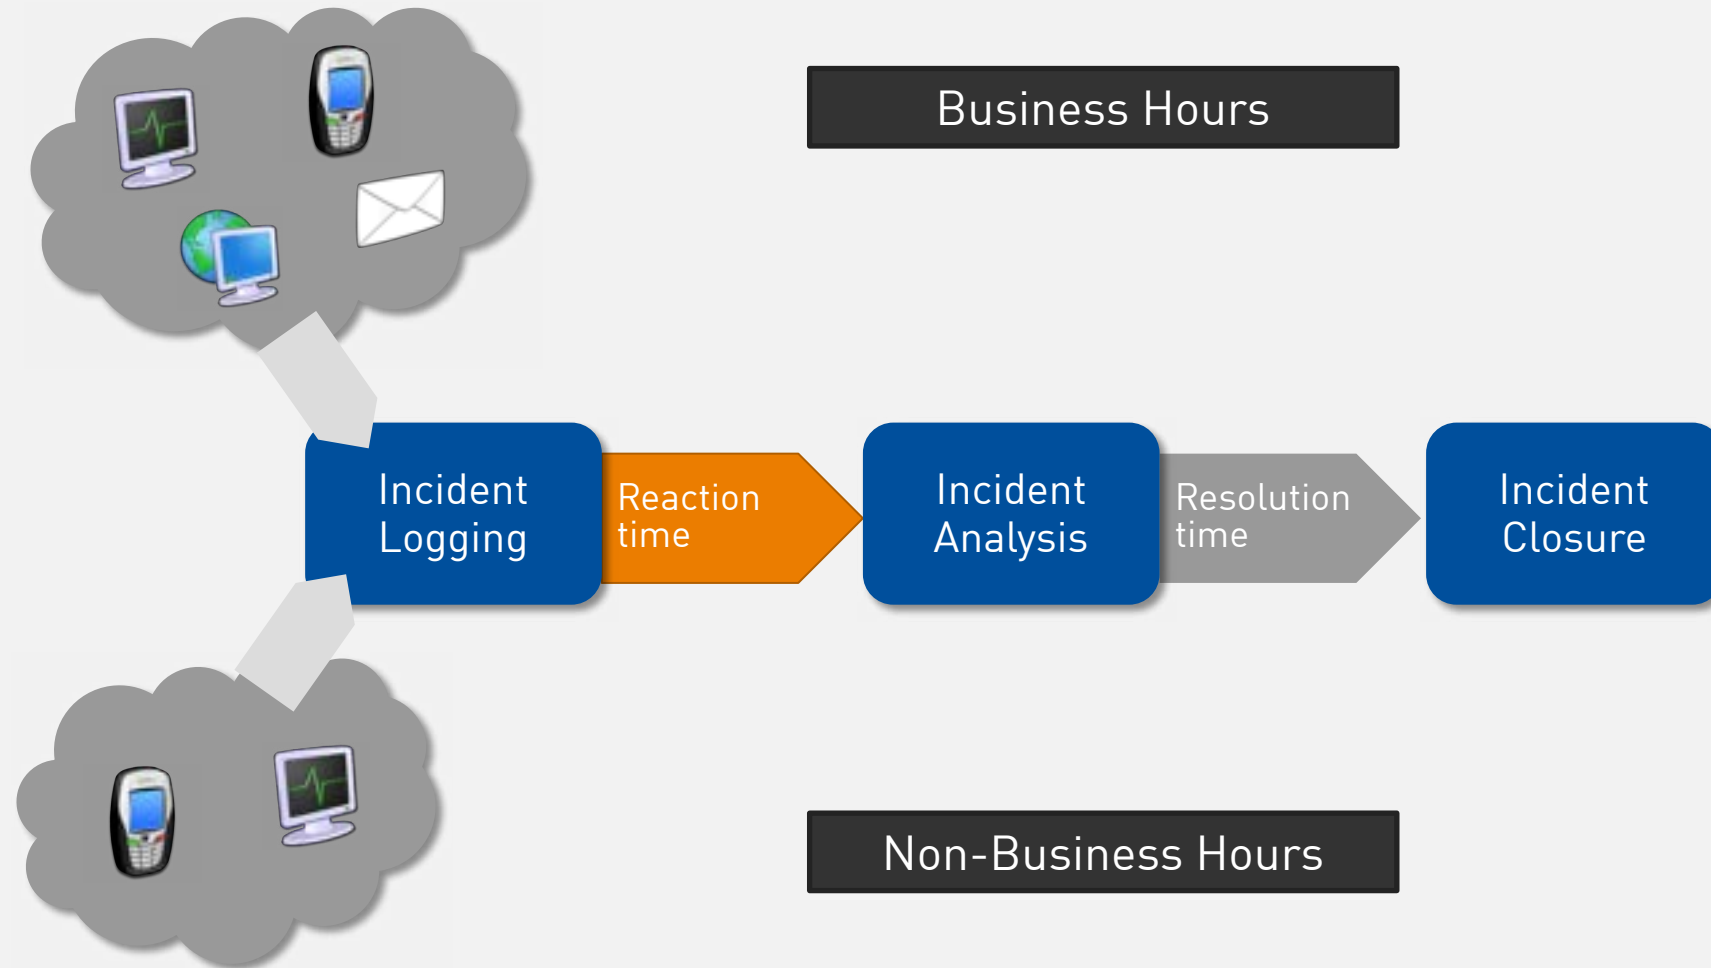 Business Hours
Incident
Logging
Reaction
time
Incident
Analysis
Resolution
time
Incident
Closure
Non-Business Hours